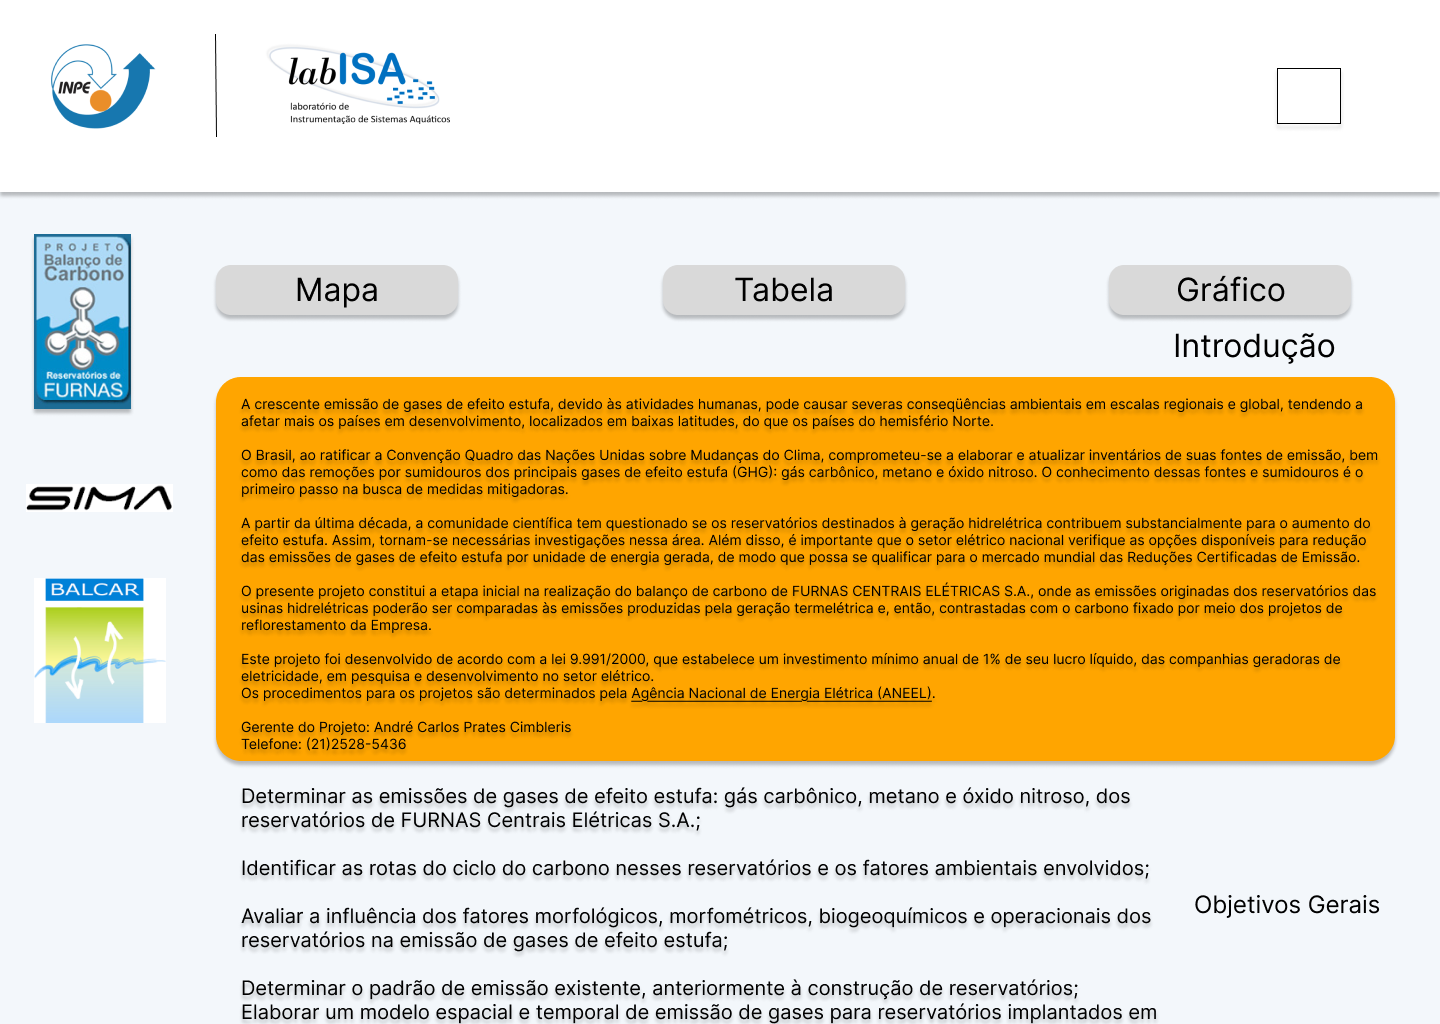 INPE
labISA
laboratório de
Instrumentação de Sistemas Aquáticos
PROJETO
Balanço de
Carbono
Reservatórios de
FURNAS
SIMA
BALCAR
Mapa
Tabela
Gráfico
Introdução
A crescente emissão de gases de efeito estufa, devido às atividades humanas, pode causar severas conseqüências ambientais em escalas regionais e global, tendendo a
afetar mais os países em desenvolvimento, localizados em baixas latitudes, do que os países do hemisfério Norte.
O Brasil, ao ratificar a Convenção Quadro das Nações Unidas sobre Mudanças do Clima, comprometeu-se a elaborar e atualizar inventários de suas fontes de emissão, bem
como das remoções por sumidouros dos principais gases de efeito estufa (GHG): gás carbônico, metano e óxido nitroso. O conhecimento dessas fontes e sumidouros é o
primeiro passo na busca de medidas mitigadoras.
A partir da última década, a comunidade científica tem questionado se os reservatórios destinados à geração hidrelétrica contribuem substancialmente para o aumento do
efeito estufa. Assim, tornam-se necessárias investigações nessa área. Além disso, é importante que o setor elétrico nacional verifique as opções disponíveis para redução
das emissões de gases de efeito estufa por unidade de energia gerada, de modo que possa se qualificar para o mercado mundial das Reduções Certificadas de Emissão.
O presente projeto constitui a etapa inicial na realização do balanço de carbono de FURNAS CENTRAIS ELÉTRICAS S.A., onde as emissões originadas dos reservatórios das
usinas hidrelétricas poderão ser comparadas às emissões produzidas pela geração termelétrica e, então, contrastadas com o carbono fixado por meio dos projetos de
reflorestamento da Empresa.
Este projeto foi desenvolvido de acordo com a lei 9.991/2000, que estabelece um investimento mínimo anual de 1% de seu lucro líquido, das companhias geradoras de
eletricidade, em pesquisa e desenvolvimento no setor elétrico.
Os procedimentos para os projetos são determinados pela Agência Nacional de Energia Elétrica (ANEEL).
Gerente do Projeto: André Carlos Prates Cimbleris
Telefone: (21)2528-5436
Determinar as emissões de gases de efeito estufa: gás carbônico, metano e óxido nitroso, dos
reservatórios de FURNAS Centrais Elétricas S.A.;
Identificar as rotas do ciclo do carbono nesses reservatórios e os fatores ambientais envolvidos;
Avaliar a influência dos fatores morfológicos, morfométricos, biogeoquímicos e operacionais dos
reservatórios na emissão de gases de efeito estufa;
Determinar o padrão de emissão existente, anteriormente à construção de reservatórios;
Elaborar um modelo espacial e temporal de emissão de gases para reservatórios implantados em
Objetivos Gerais